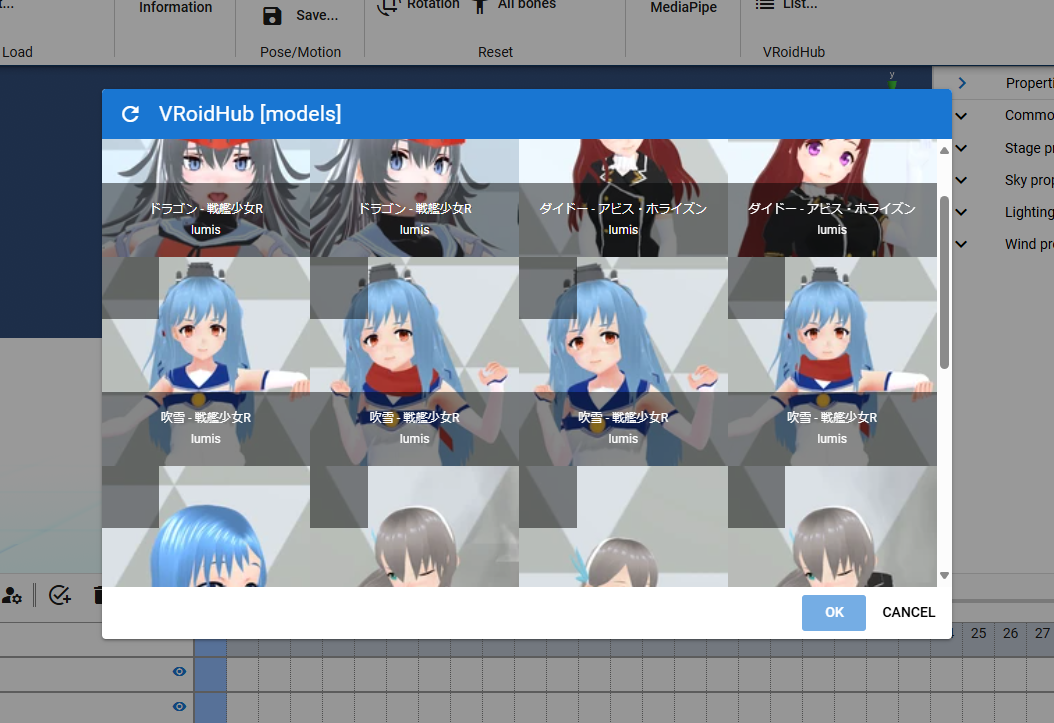 t...
Information
Save...
Rotation
All bones
MediaPipe
List...
Load
Pose/Motion
Reset
VRoidHub
y
VRoidHub [models]
Properti
Commo
Stage pr
Sky prop
Lighting
Wind pro
ドラゴン - 戦艦少女R
lumis
ドラゴン - 戦艦少女R
lumis
ダイドー - アビス・ホライズン
lumis
ダイドー - アビス・ホライズン
lumis
吹雪 - 戦艦少女R
lumis
吹雪 - 戦艦少女R
lumis
吹雪 - 戦艦少女R
lumis
吹雪 - 戦艦少女R
lumis
OK
CANCEL
25
26
27